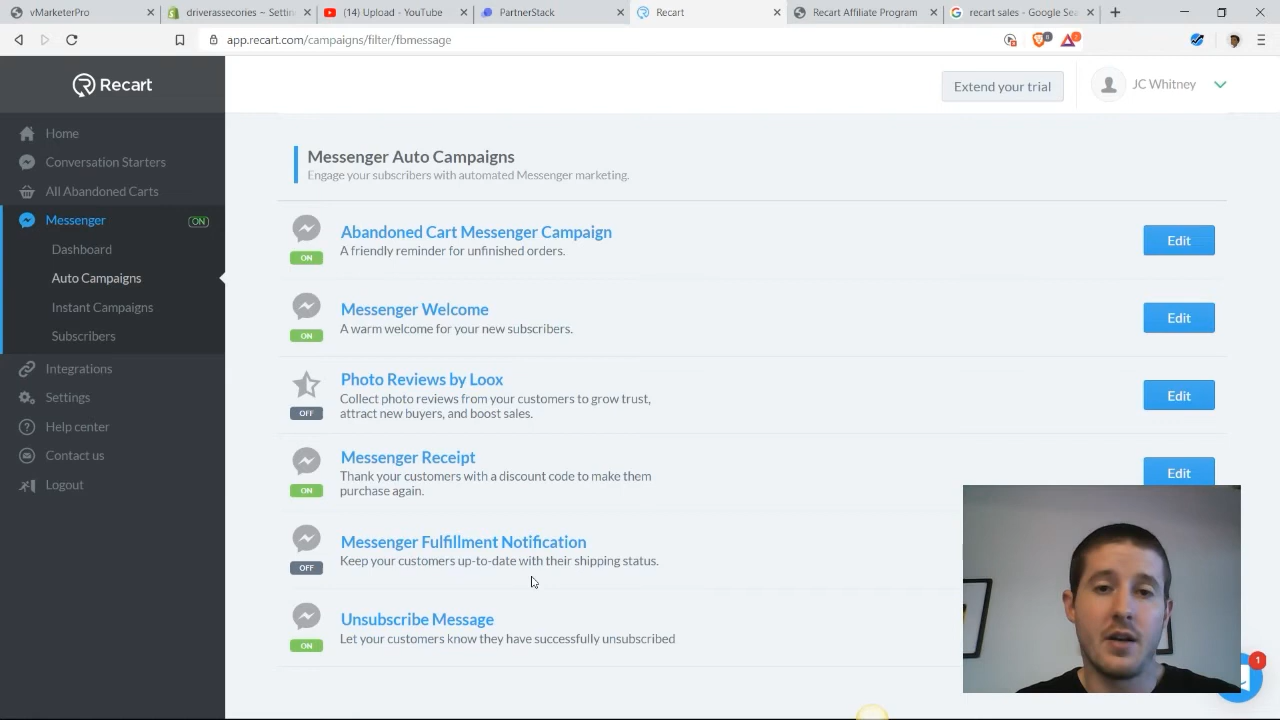 vMarketerPro
driverassecories ~ Settin
(14) Upload - YouTube
PartnerStack
Recart
Recart Affiliate Program
recart sales - Google Sea
app.recart.com/campaigns/filter/fbmessage
Recart
Extend your trial
JC Whitney
Home
Conversation Starters
All Abandoned Carts
Messenger
ON
Dashboard
Auto Campaigns
Instant Campaigns
Subscribers
Integrations
Settings
Help center
Contact us
Logout
Messenger Auto Campaigns
Engage your subscribers with automated Messenger marketing.
Abandoned Cart Messenger Campaign
A friendly reminder for unfinished orders.
ON
Edit
Messenger Welcome
A warm welcome for your new subscribers.
ON
Edit
Photo Reviews by Loox
Collect photo reviews from your customers to grow trust,
attract new buyers, and boost sales.
OFF
Edit
Messenger Receipt
Thank your customers with a discount code to make them
purchase again.
ON
Edit
Messenger Fulfillment Notification
Keep your customers up-to-date with their shipping status.
OFF
Unsubscribe Message
Let your customers know they have successfully unsubscribed
ON
1